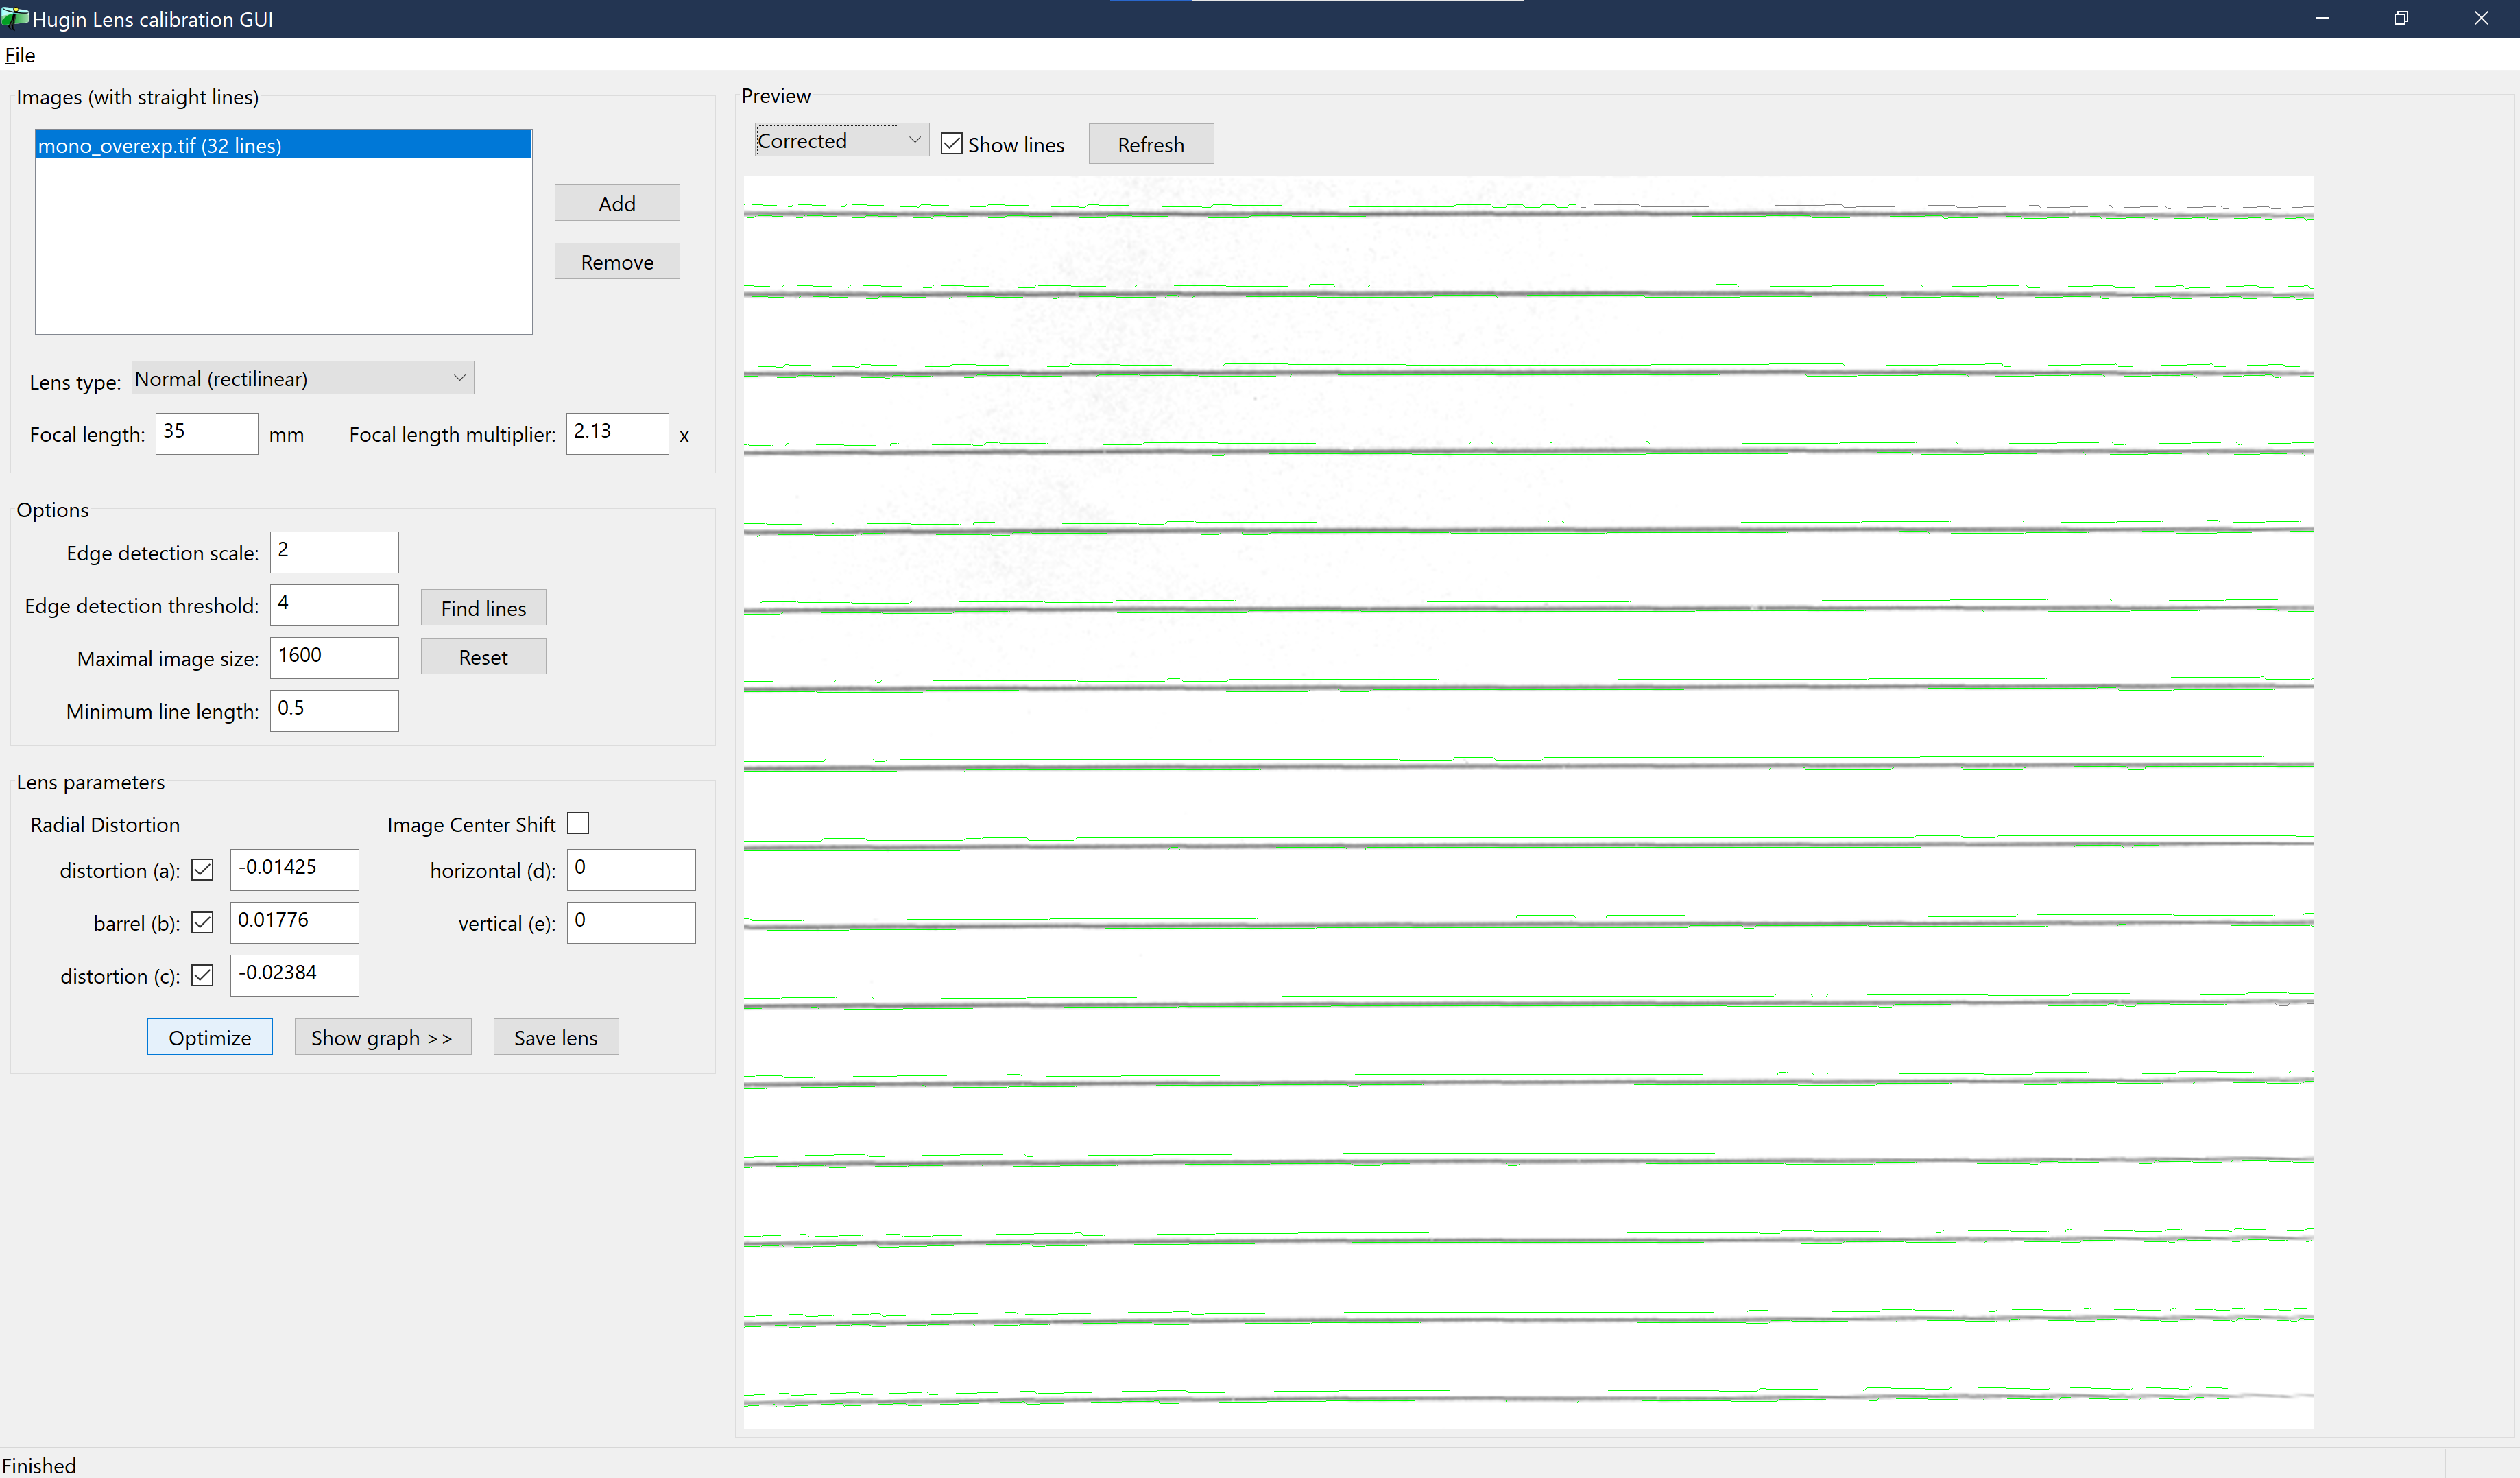 Hugin Lens calibration GUI
File
Images (with straight lines)
mono_overexp.tif (32 lines)
Add
Remove
Lens type: Normal (rectilinear)
Focal length: 35 mm Focal length multiplier: 2.13 x
Options
Edge detection scale: 2
Edge detection threshold: 4 Find lines
Maximal image size: 1600 Reset
Minimum line length: 0.5
Lens parameters
Radial Distortion Image Center Shift
distortion (a): -0.01425 horizontal (d): 0
barrel (b): 0.01776 vertical (e): 0
distortion (c): -0.02384
Optimize Show graph >> Save lens
Preview
Corrected Show lines Refresh
Finished